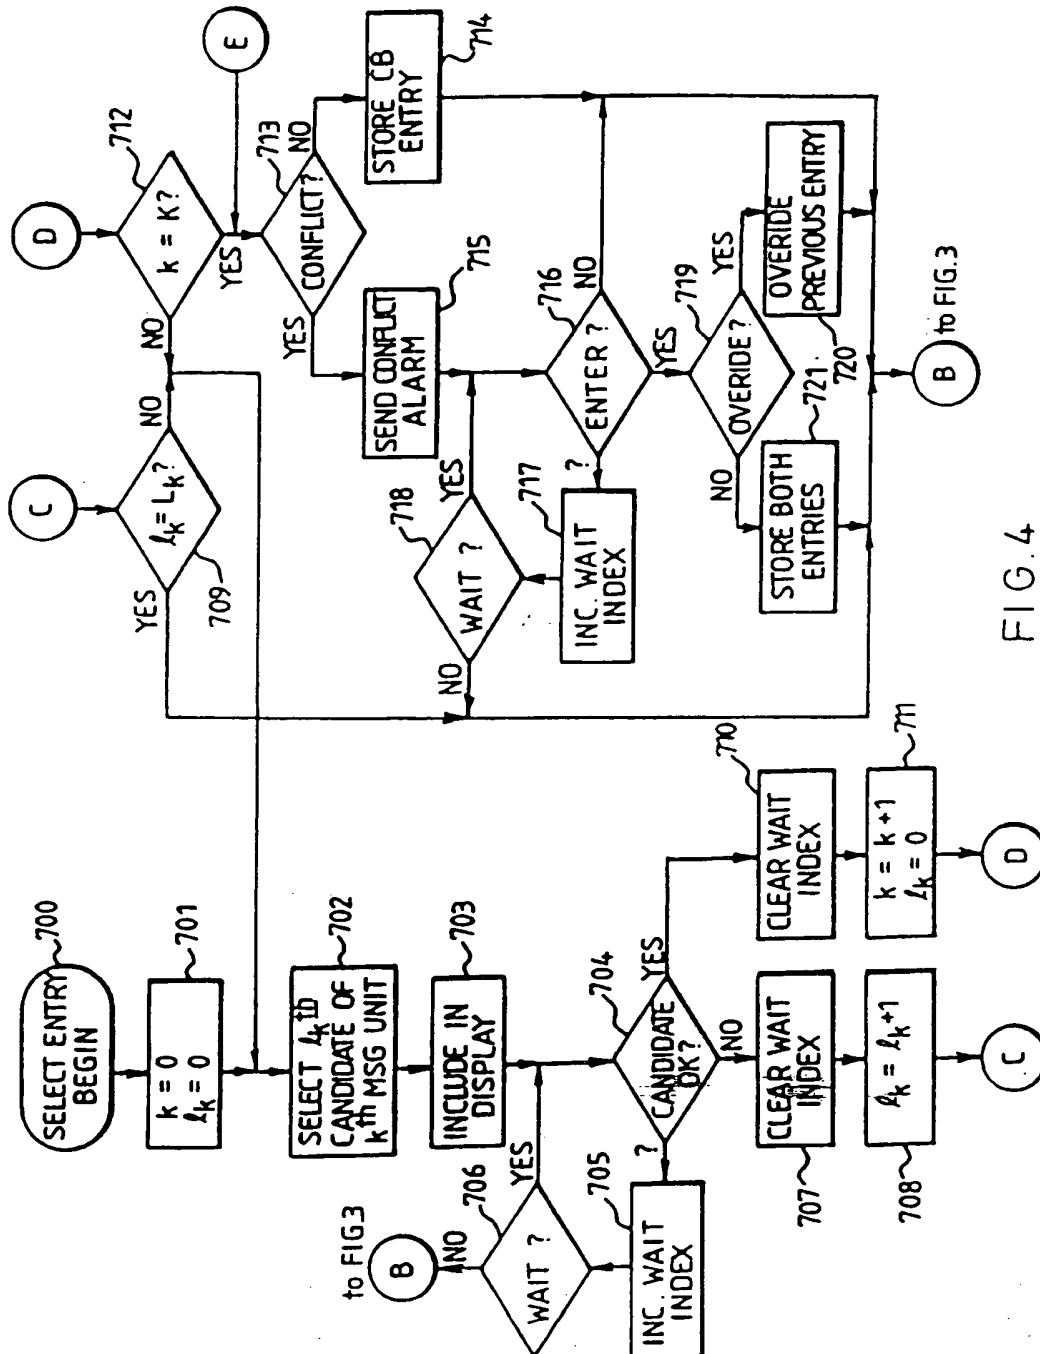 SELECT ENTRY
BEGIN
700
k = 0
ℓk = 0
701
SELECT ℓk th
CANDIDATE OF
kth MSG UNIT
702
INCLUDE IN
DISPLAY
703
CANDIDATE
OK?
704
YES
NO
?
INC. WAIT
INDEX
705
WAIT ?
706
YES
NO
B
to FIG3
CLEAR WAIT
INDEX
707
ℓk = ℓk+1
708
C
CLEAR WAIT
INDEX
710
k = k+1
ℓk = 0
711
D
C
ℓk = Lk?
709
YES
NO
D
k = K?
712
NO
YES
E
CONFLICT?
713
YES
NO
STORE CB
ENTRY
714
SEND CONFLICT
ALARM
715
ENTER ?
716
NO
YES
?
INC. WAIT
INDEX
717
WAIT ?
718
YES
NO
OVERRIDE?
719
YES
NO
OVERRIDE
PREVIOUS ENTRY
720
STORE BOTH
ENTRIES
721
B
to FIG.3
FIG.4